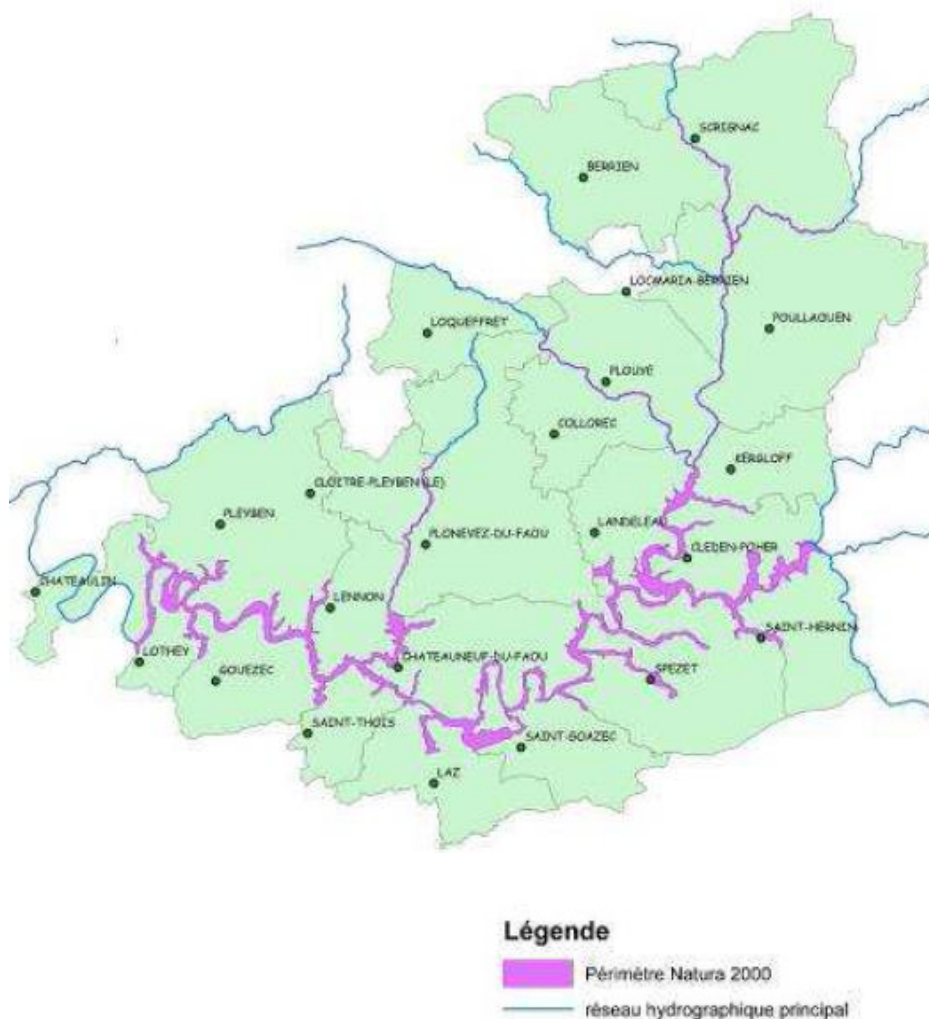 SCRIGNAC
BERRIEN
LOCMARIA-BERRIEN
LOQUEFFRET
POULLAOUEN
PLOUYÉ
COLLOREC
KERGLOFF
CLOITRE-PLEYBEN(LE)
PLEYBEN
LANDELEAU
PLONEVEZ-DU-FAOU
CLEDEN-POHER
CHATEAULIN
LENNON
SAINT-HERNIN
LOTHEY
CHATEAUNEUF-DU-FAOU
GOUEZEC
SPEZET
SAINT-THOIS
SAINT-GOAZEC
LAZ
Légende
Périmètre Natura 2000
réseau hydrographique principal